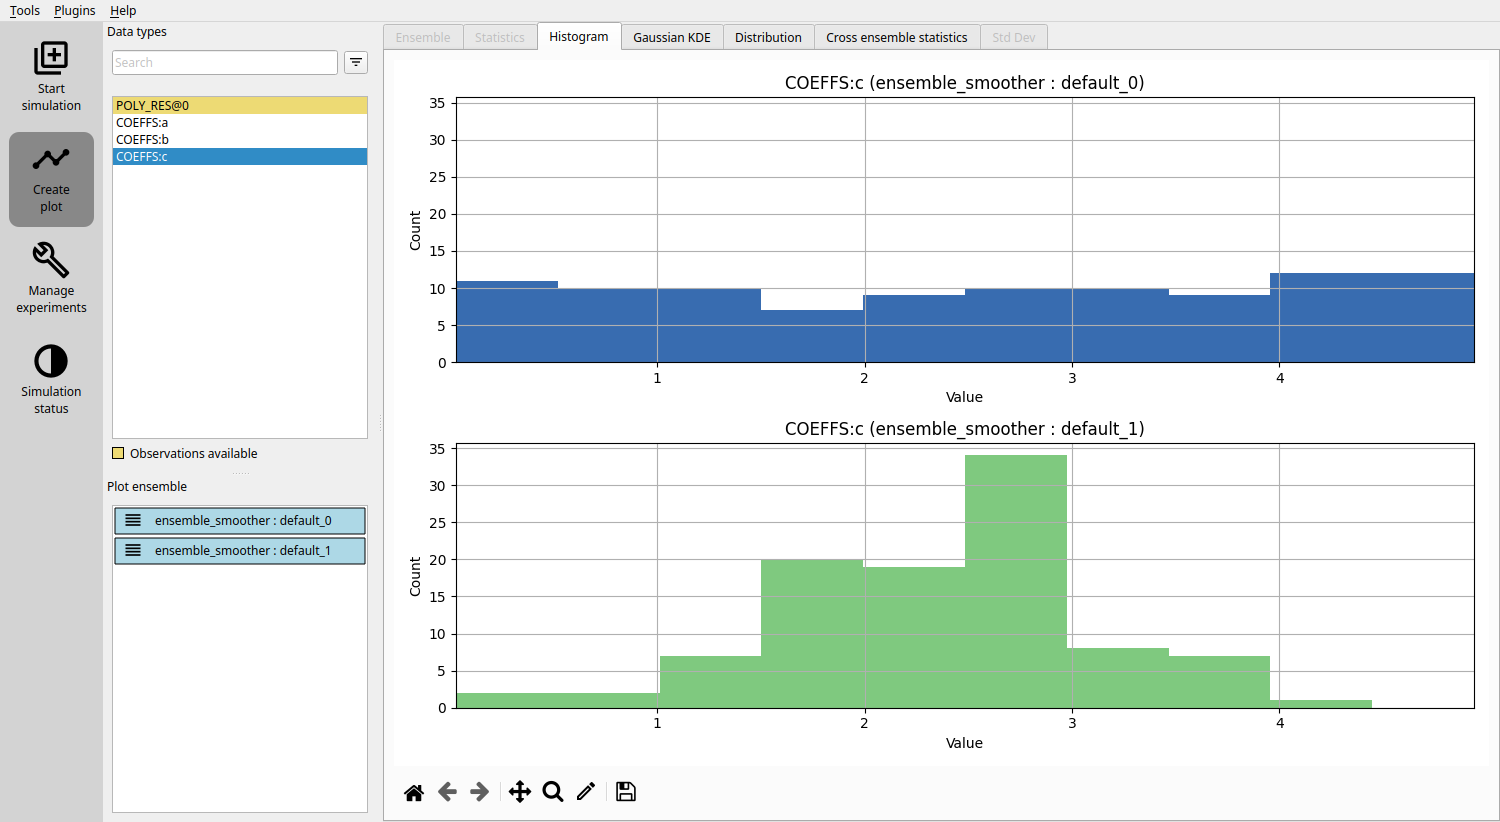 Tools Plugins Help
Start
simulation
Create
plot
Manage
experiments
Simulation
status
Data types
Search
POLY_RES@0
COEFFS:a
COEFFS:b
COEFFS:c
Observations available
Plot ensemble
ensemble_smoother : default_0
ensemble_smoother : default_1
Ensemble Statistics Histogram Gaussian KDE Distribution Cross ensemble statistics Std Dev
COEFFS:c (ensemble_smoother : default_0)
35
30
25
20
15
10
5
0
Count
1 2 3 4
Value
COEFFS:c (ensemble_smoother : default_1)
35
30
25
20
15
10
5
0
Count
1 2 3 4
Value